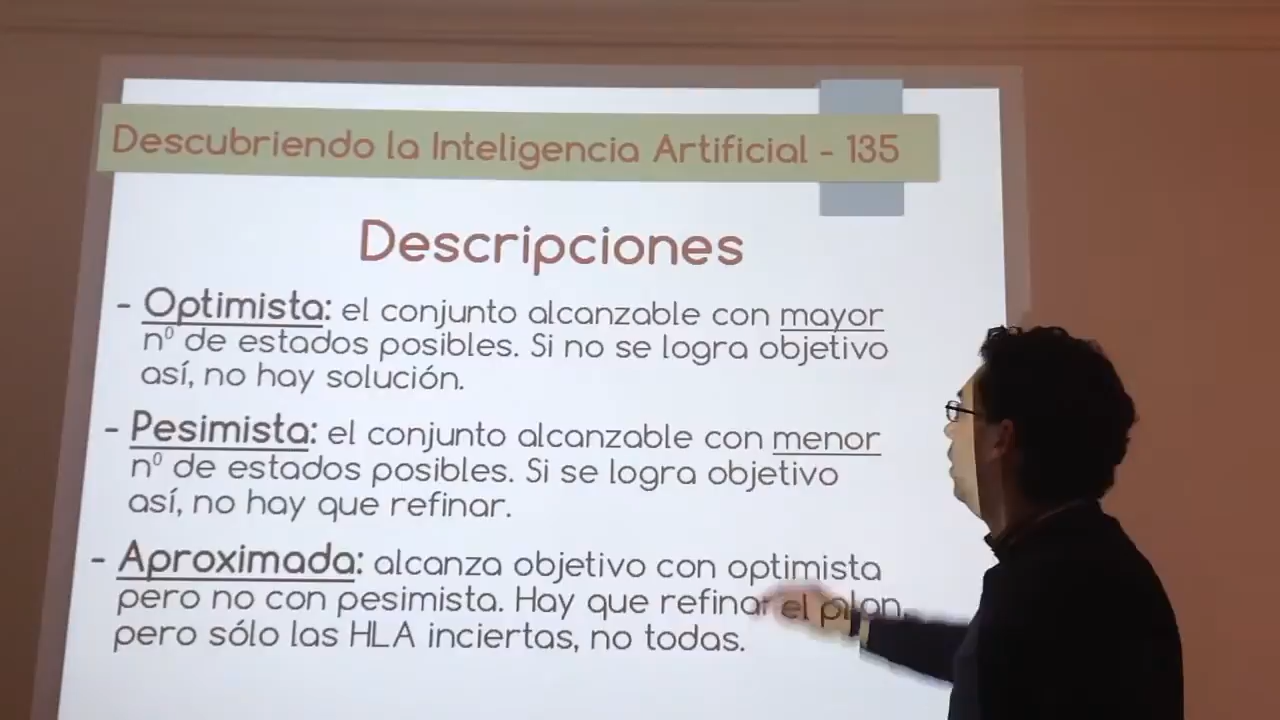 Descubriendo la Inteligencia Artificial - 135
Descripciones
- Optimista: el conjunto alcanzable con mayor
nº de estados posibles. Si no se logra objetivo
así, no hay solución.
- Pesimista: el conjunto alcanzable con menor
nº de estados posibles. Si se logra objetivo
así, no hay que refinar.
- Aproximada: alcanza objetivo con optimista
pero no con pesimista. Hay que refinar el plan,
pero sólo las HLA inciertas, no todas.